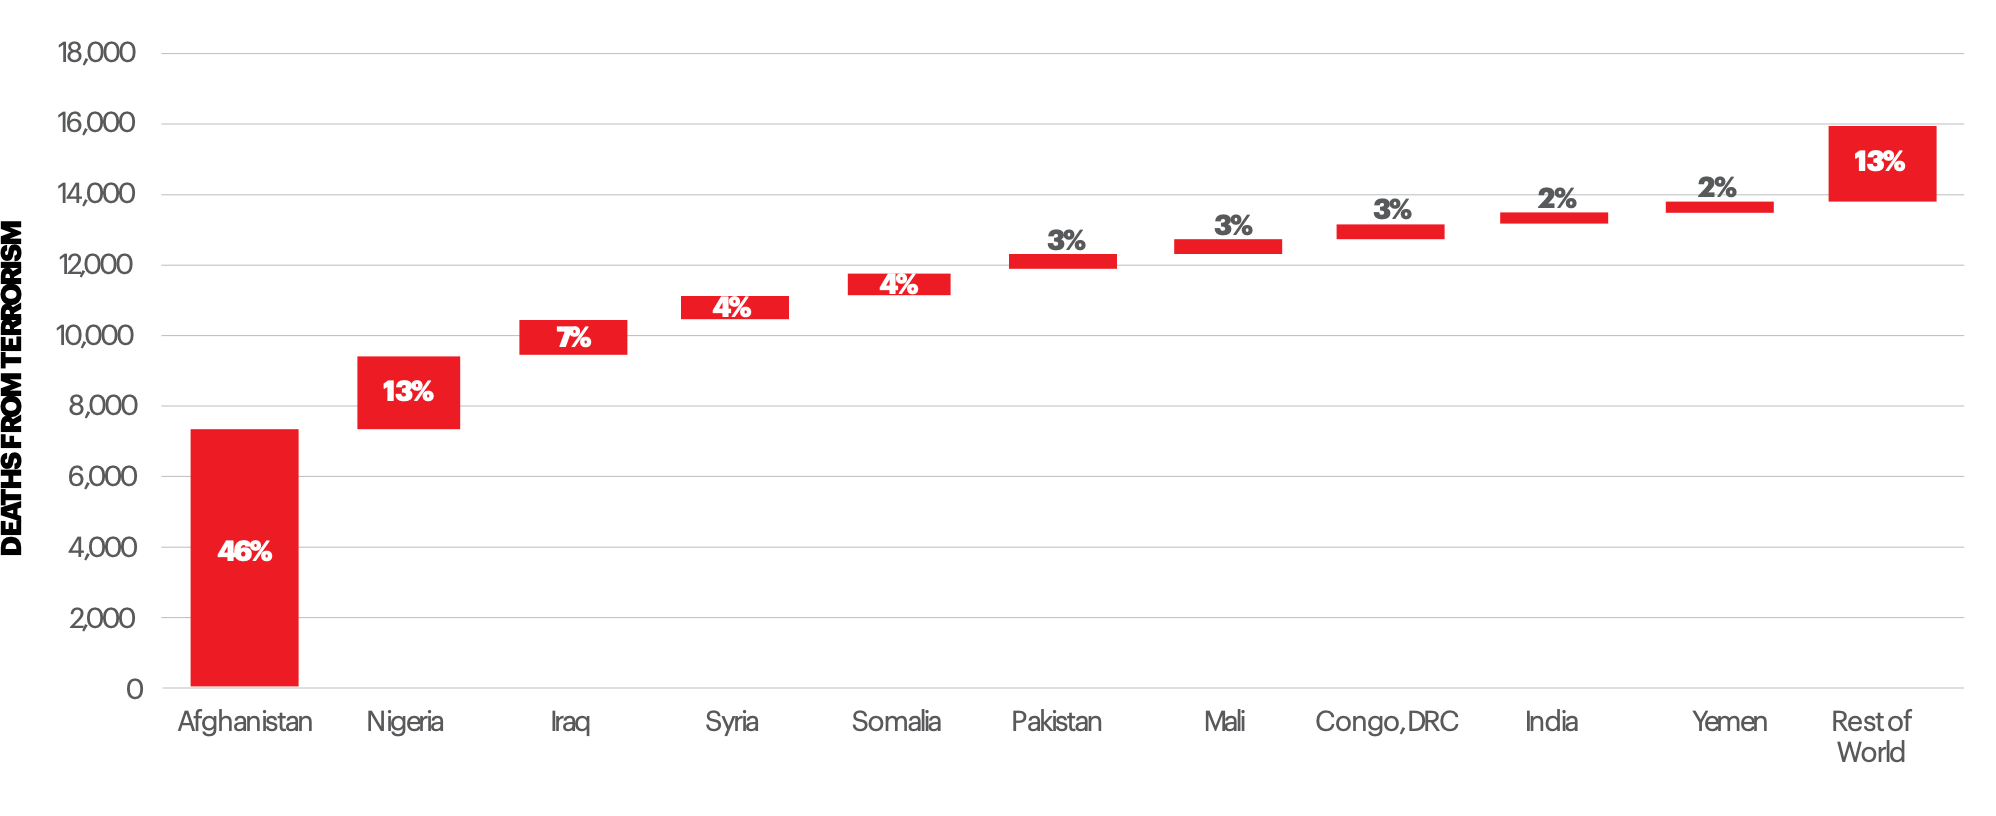 DEATHS FROM TERRORISM
18,000
16,000
14,000
12,000
10,000
8,000
6,000
4,000
2,000
0
46%
13%
7%
4%
4%
3%
3%
3%
2%
2%
13%
Afghanistan
Nigeria
Iraq
Syria
Somalia
Pakistan
Mali
Congo, DRC
India
Yemen
Rest of
World